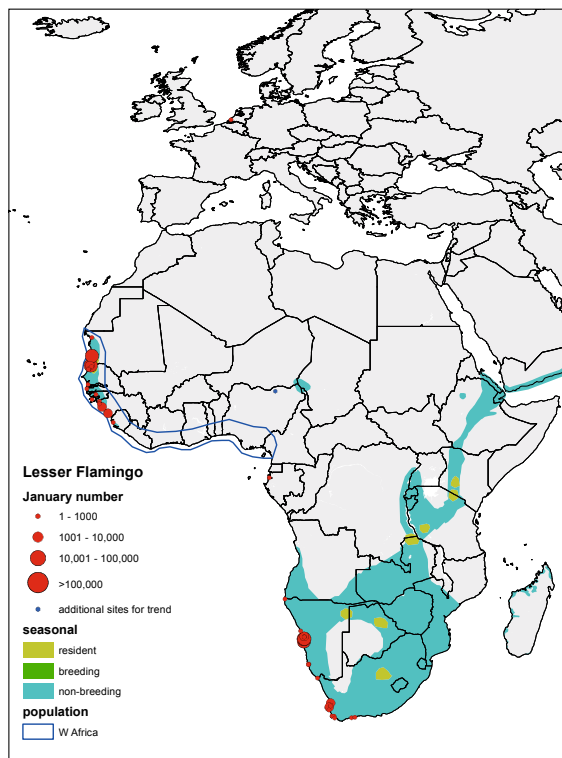 Lesser Flamingo
January number
1 - 1000
1001 - 10,000
10,001 - 100,000
>100,000
additional sites for trend
seasonal
resident
breeding
non-breeding
population
W Africa